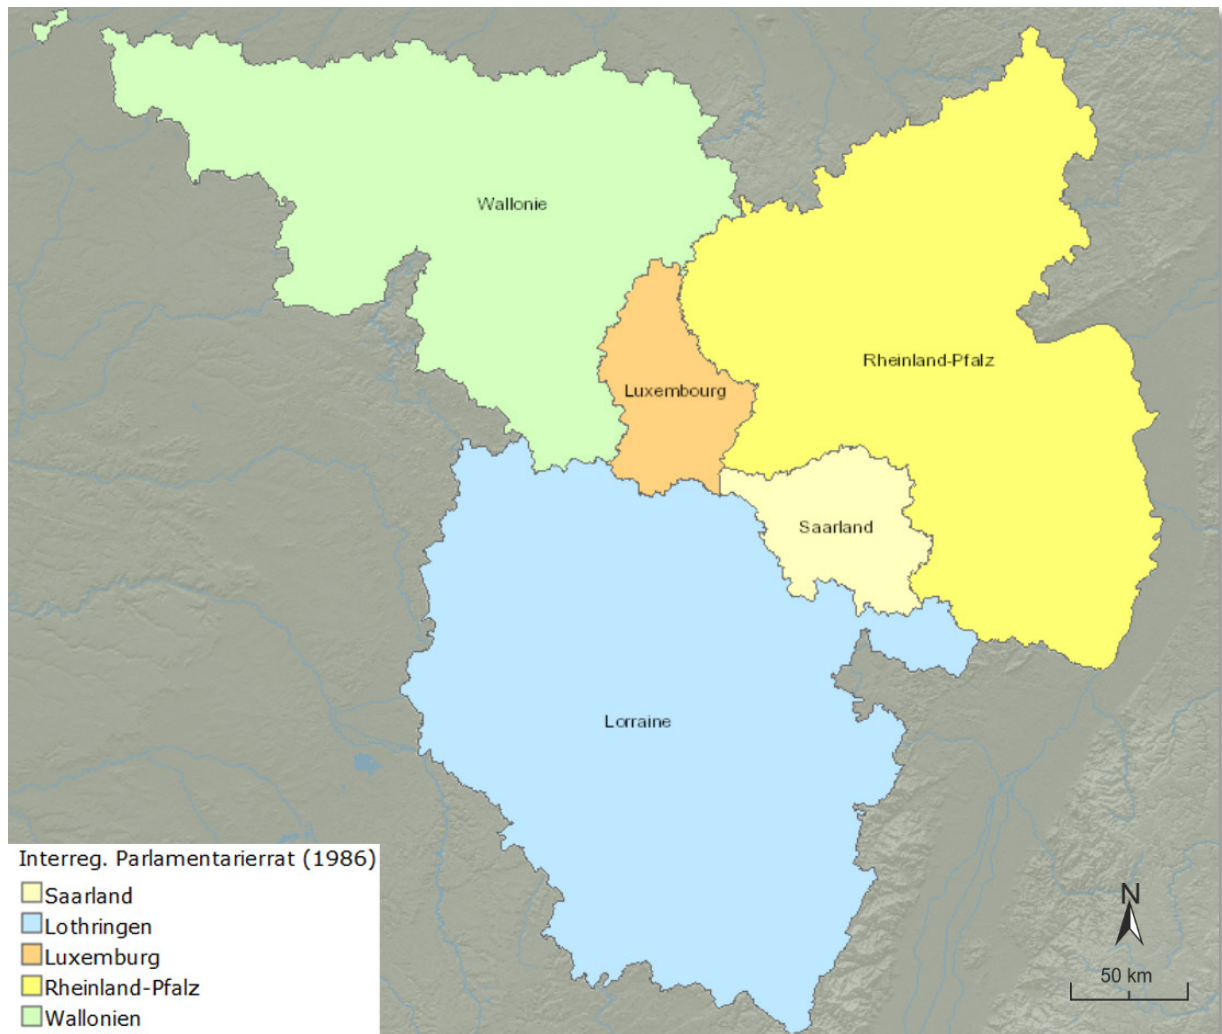 Wallonie
Rheinland-Pfalz
Luxembourg
Saarland
Lorraine
Interreg. Parlamentarierrat (1986)
Saarland
Lothringen
Luxemburg
Rheinland-Pfalz
Wallonien
N
50 km